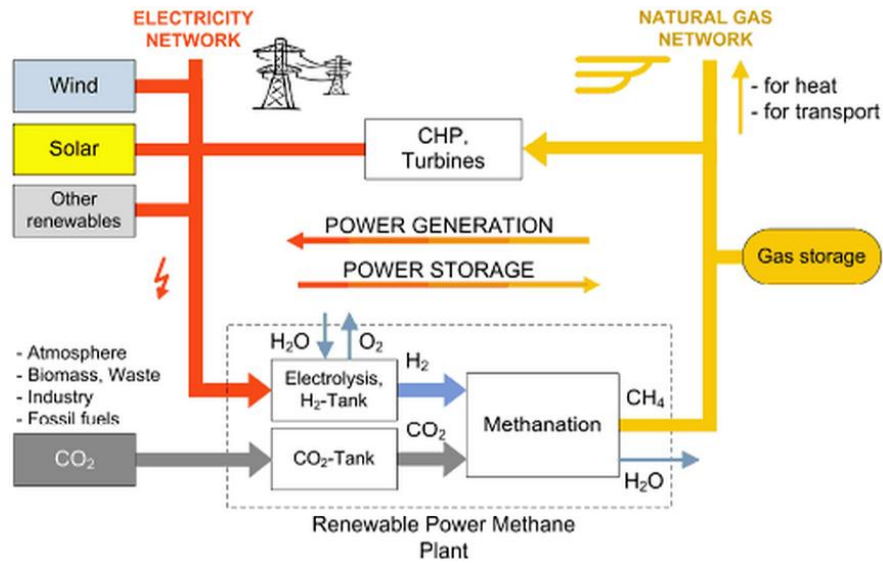 ELECTRICITY
NETWORK
NATURAL GAS
NETWORK
Wind
- for heat
- for transport
Solar
CHP,
Turbines
Other
renewables
POWER GENERATION
POWER STORAGE
Gas storage
- Atmosphere
- Biomass, Waste
- Industry
- Fossil fuels
H₂O
O₂
Electrolysis,
H₂-Tank
H₂
CO₂
CO₂-Tank
CO₂
Methanation
CH₄
H₂O
Renewable Power Methane
Plant